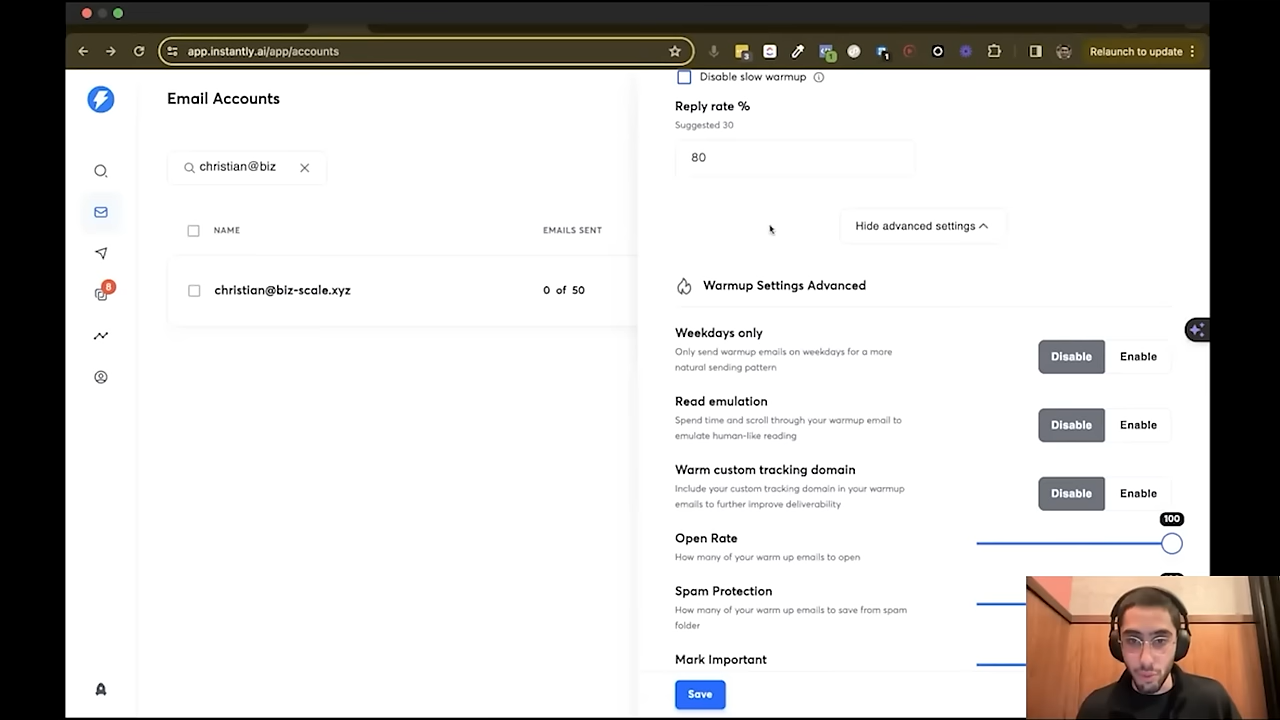 app.instantly.ai/app/accounts
3
1
1
Relaunch to update
Email Accounts
christian@biz
NAME
EMAILS SENT
christian@biz-scale.xyz
0 of 50
8
Disable slow warmup
Reply rate %
Suggested 30
80
Hide advanced settings
Warmup Settings Advanced
Weekdays only
Only send warmup emails on weekdays for a more
natural sending pattern
Disable
Enable
Read emulation
Spend time and scroll through your warmup email to
emulate human-like reading
Disable
Enable
Warm custom tracking domain
Include your custom tracking domain in your warmup
emails to further improve deliverability
Disable
Enable
100
Open Rate
How many of your warm up emails to open
Spam Protection
How many of your warm up emails to save from spam
folder
Mark Important
Save